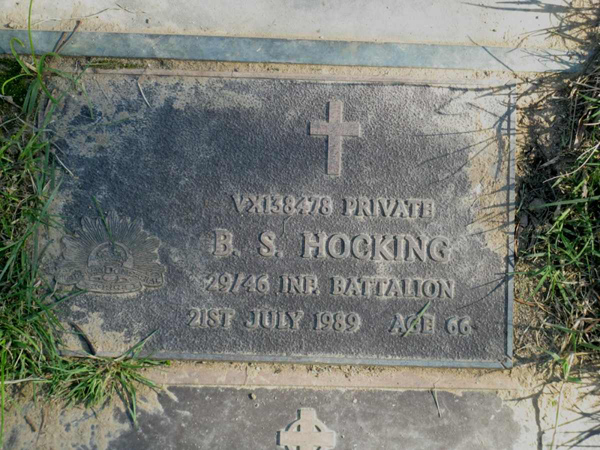 VX138478 PRIVATE
B. S. HOCKING
29/46 INF. BATTALION
21ST JULY 1989 AGE 66